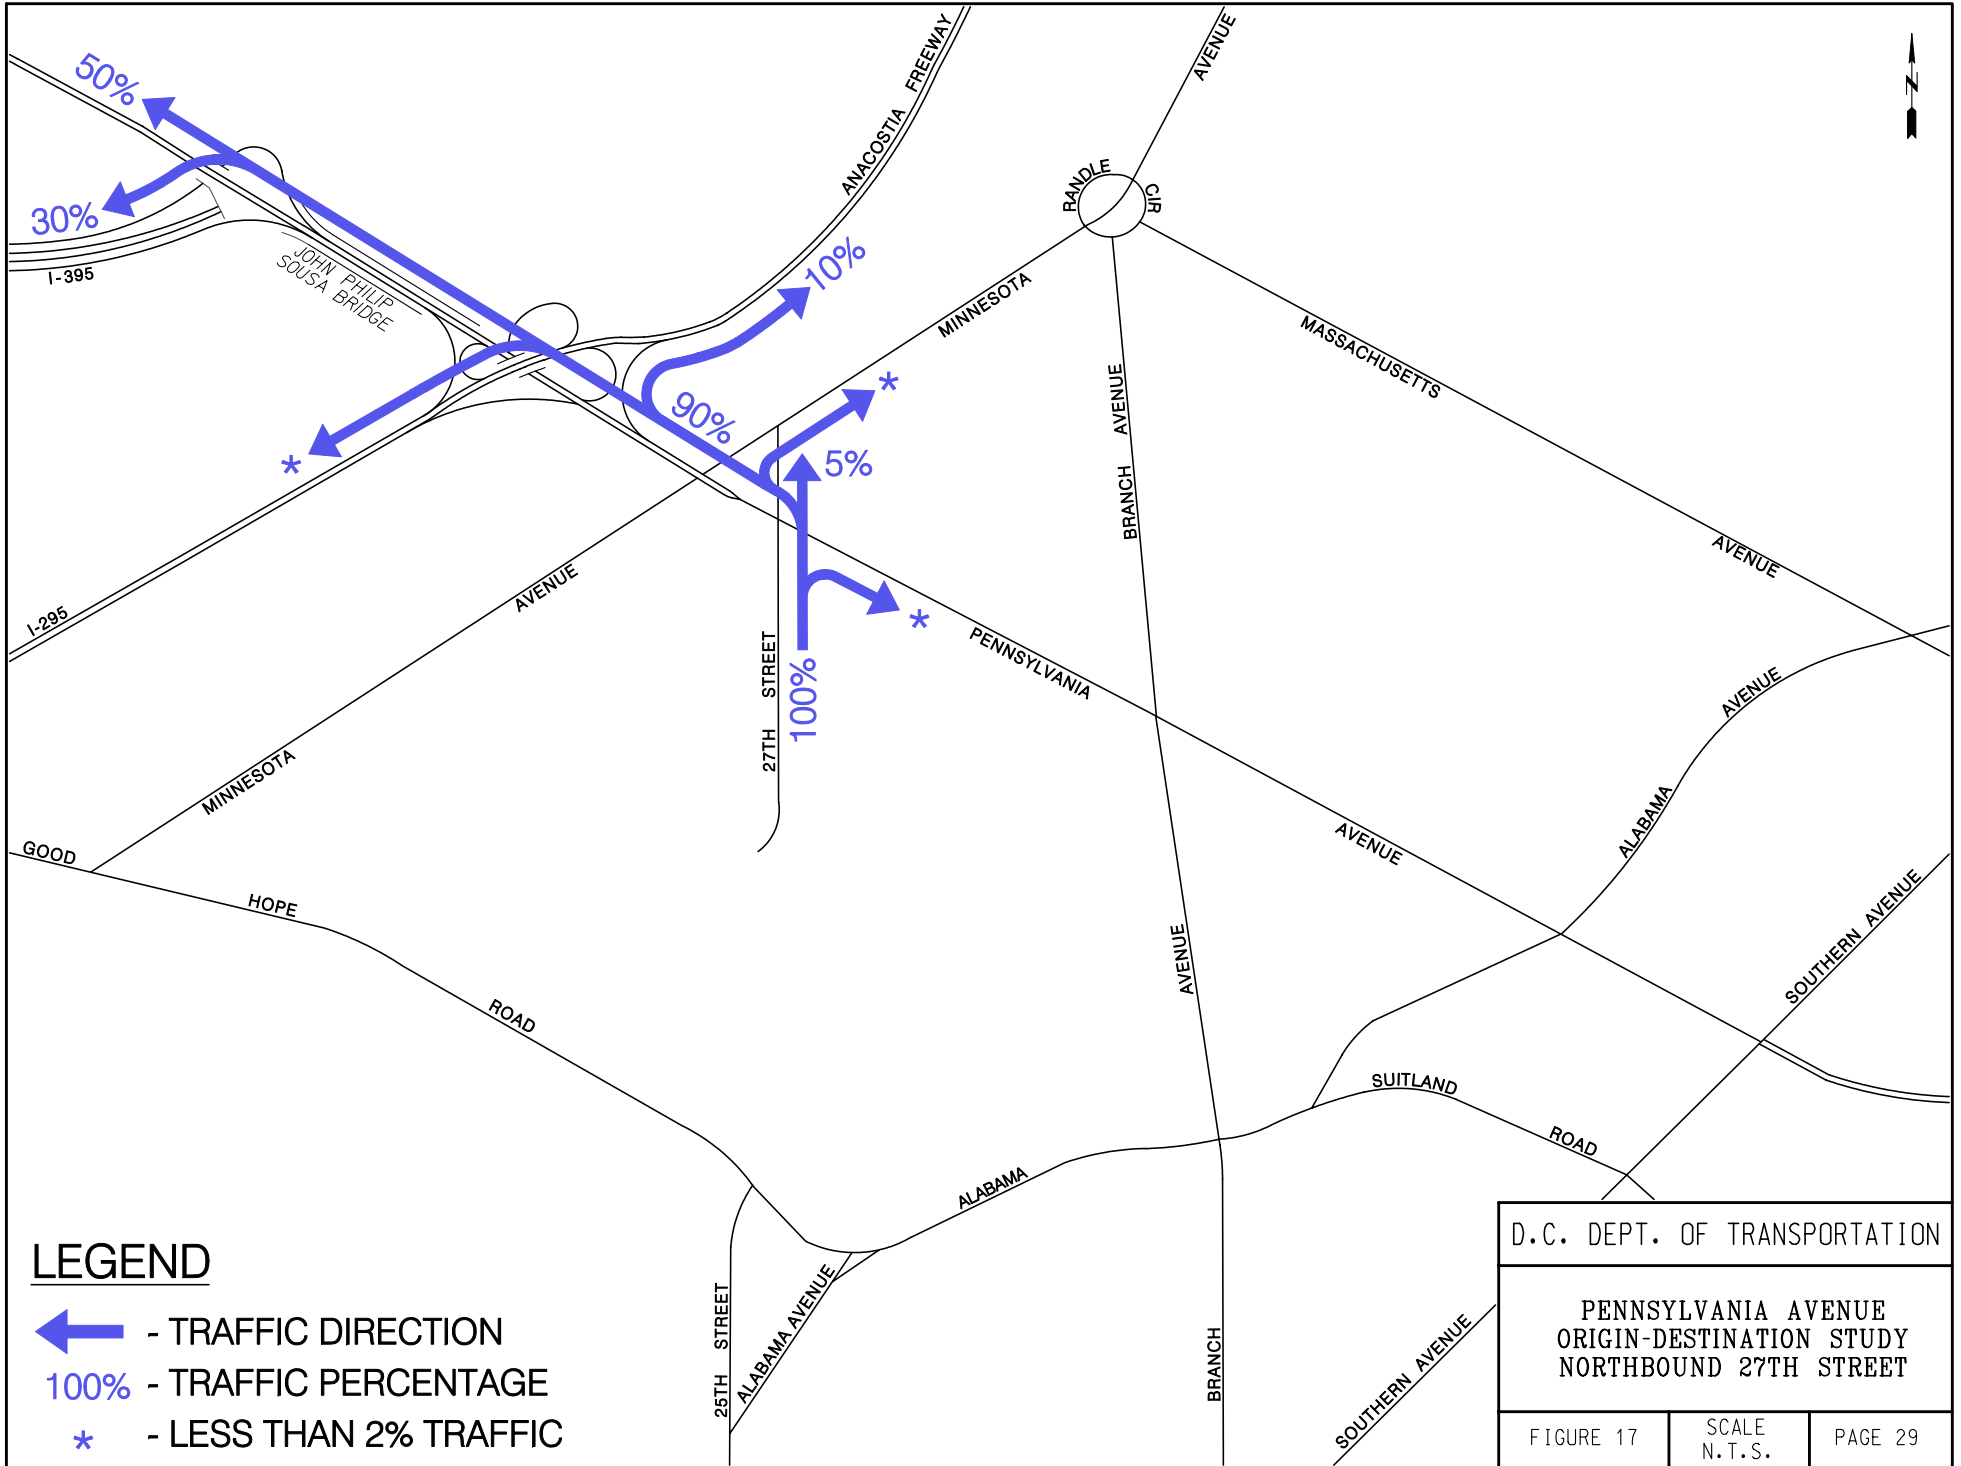 50%
30%
I-395
JOHN PHILIP
SOUSA BRIDGE
ANACOSTIA FREEWAY
AVENUE
N
RANDLE
CIR
10%
MINNESOTA
MASSACHUSETTS
AVENUE
*
90%
5%
*
BRANCH AVENUE
AVENUE
*
I-295
AVENUE
PENNSYLVANIA
27TH STREET
100%
MINNESOTA
AVENUE
ALABAMA
AVENUE
GOOD
HOPE
ROAD
AVENUE
SOUTHERN AVENUE
SUITLAND
ROAD
ALABAMA
25TH STREET
ALABAMA AVENUE
BRANCH
SOUTHERN AVENUE
LEGEND
- TRAFFIC DIRECTION
100% - TRAFFIC PERCENTAGE
* - LESS THAN 2% TRAFFIC
D.C. DEPT. OF TRANSPORTATION
PENNSYLVANIA AVENUE
ORIGIN-DESTINATION STUDY
NORTHBOUND 27TH STREET
FIGURE 17
SCALE
N.T.S.
PAGE 29